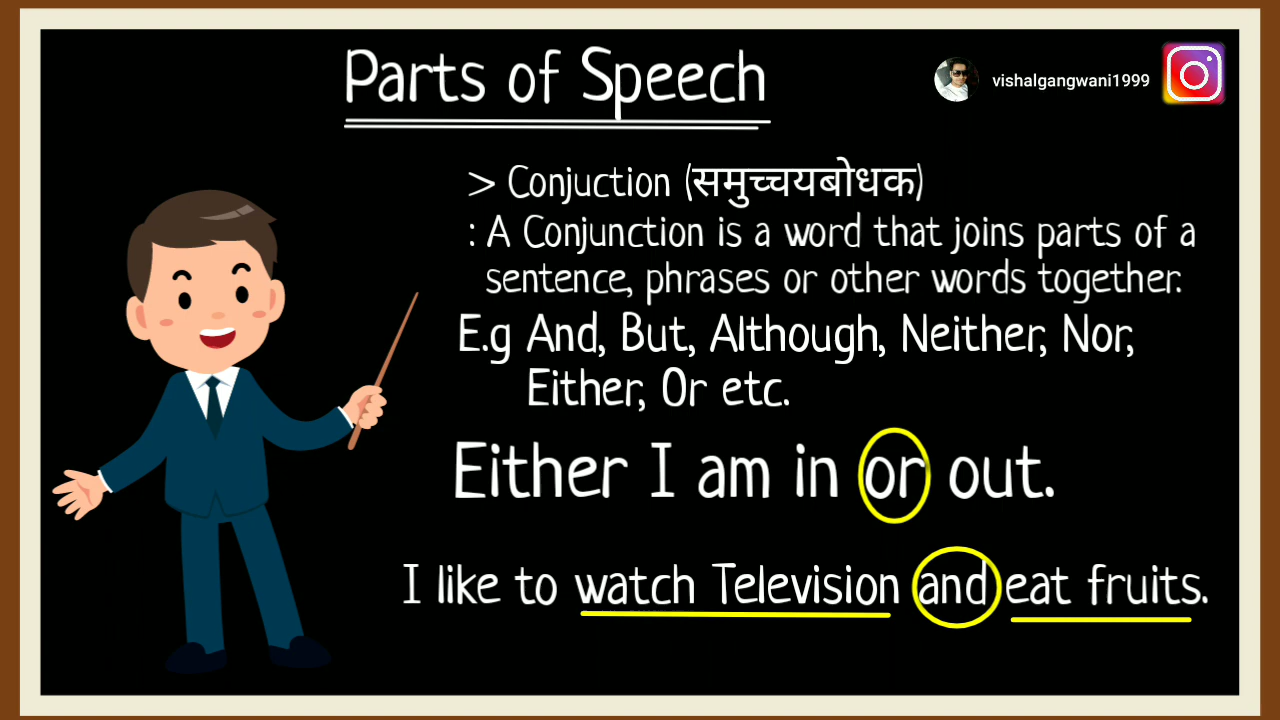 Parts of Speech
vishalgangwani1999
> Conjuction (समुच्चयबोधक)
: A Conjunction is a word that joins parts of a
sentence, phrases or other words together.
E.g And, But, Although, Neither, Nor,
Either, Or etc.
Either I am in or out.
I like to watch Television and eat fruits.